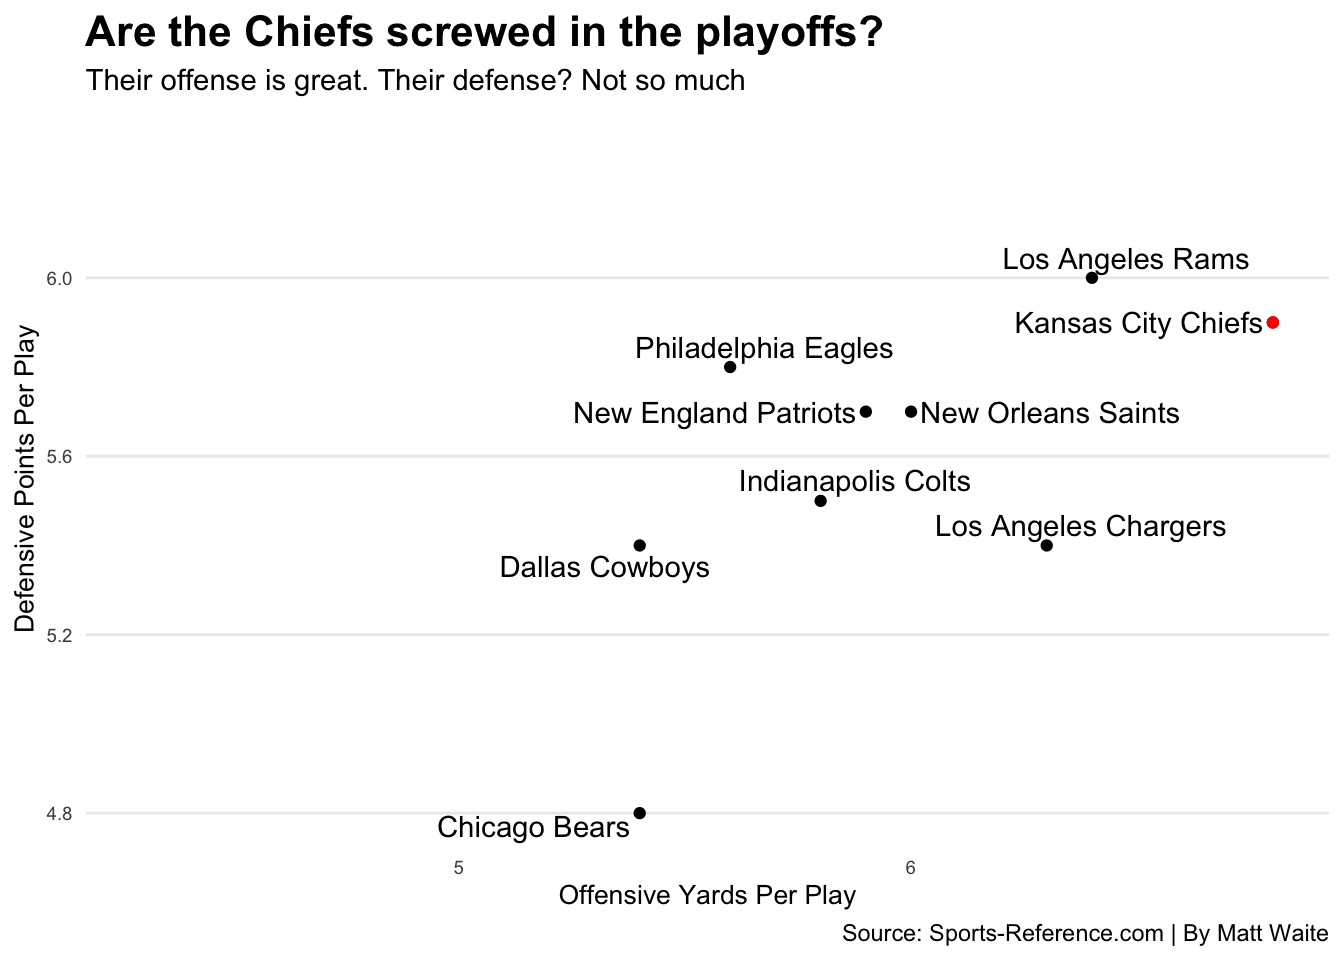 Are the Chiefs screwed in the playoffs?
Their offense is great. Their defense? Not so much
Los Angeles Rams
6.0
Kansas City Chiefs
Philadelphia Eagles
New England Patriots
New Orleans Saints
5.6
Indianapolis Colts
Los Angeles Chargers
Dallas Cowboys
5.2
4.8
Chicago Bears
Defensive Points Per Play
5
6
Offensive Yards Per Play
Source: Sports-Reference.com | By Matt Waite